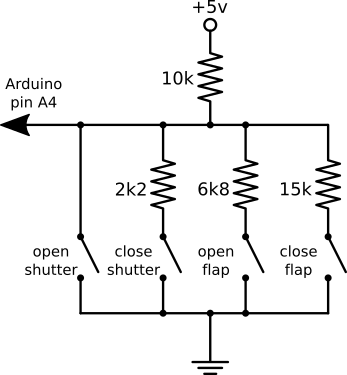 +5v
10k
Arduino
pin A4
2k2
6k8
15k
open
shutter
close
shutter
open
flap
close
flap